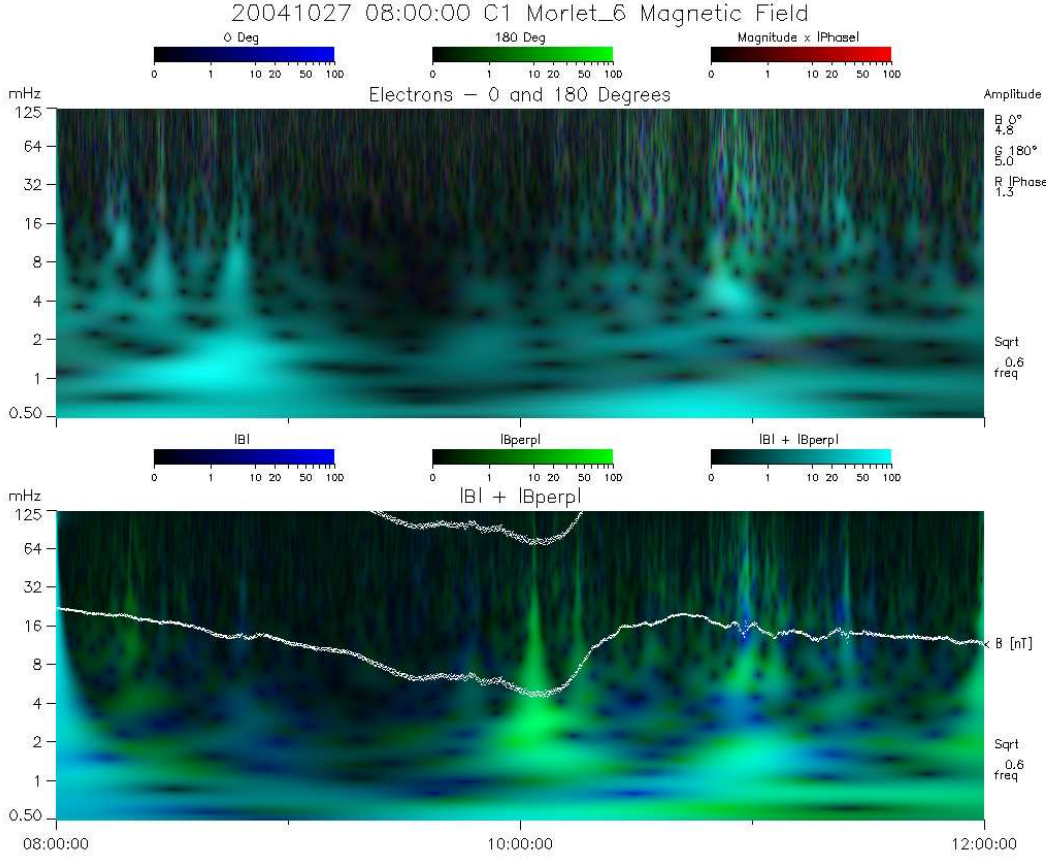 20041027 08:00:00 C1 Morlet_6 Magnetic Field
0 Deg 180 Deg Magnitude x |Phase|
0 1 10 20 50 100 0 1 10 20 50 100 0 1 10 20 50 100
mHz Electrons – 0 and 180 Degrees Amplitude
125
B 0°
4.8
64
G 180°
5.0
32
R |Phase
1.3
16
8
4
2
Sqrt
0.6
1
freq
0.50
|B| |Bperp| |B| + |Bperp|
0 1 10 20 50 100 0 1 10 20 50 100 0 1 10 20 50 100
mHz |B| + |Bperp|
125
64
32
16
< B [nT]
8
4
2
Sqrt
0.6
1
freq
0.50
08:00:00 10:00:00 12:00:00